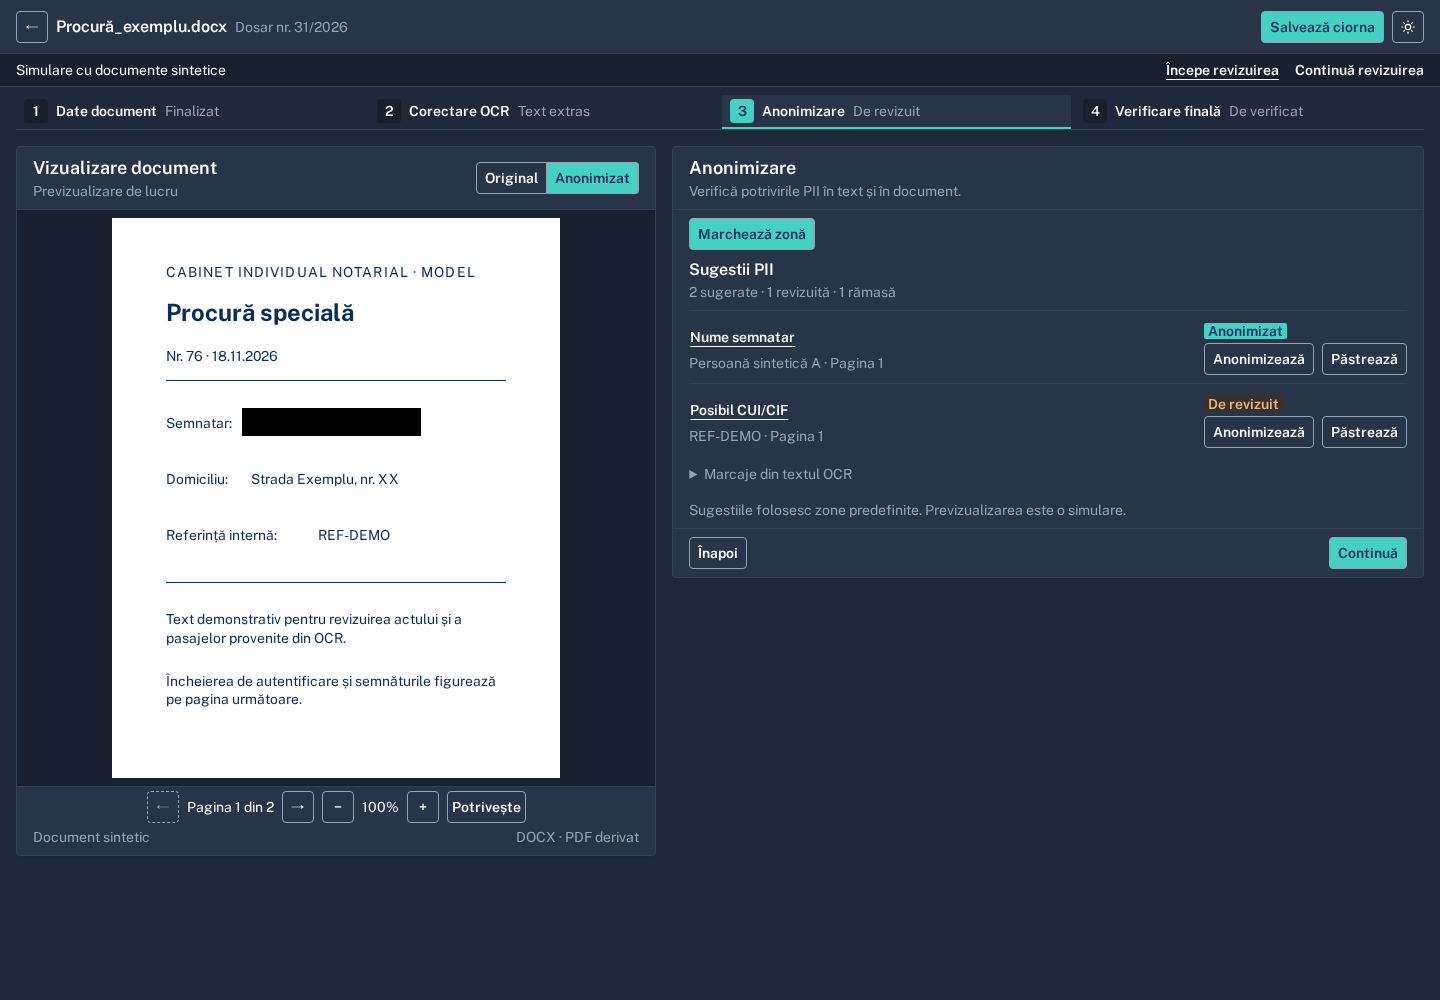 ← Procură_exemplu.docx Dosar nr. 31/2026
Salvează ciorna
Simulare cu documente sintetice
Începe revizuirea Continuă revizuirea
1 Date document Finalizat
2 Corectare OCR Text extras
3 Anonimizare De revizuit
4 Verificare finală De verificat
Vizualizare document
Previzualizare de lucru
Original Anonimizat
CABINET INDIVIDUAL NOTARIAL · MODEL
Procură specială
Nr. 76 · 18.11.2026
Semnatar:
Domiciliu: Strada Exemplu, nr. XX
Referință internă: REF-DEMO
Text demonstrativ pentru revizuirea actului și a
pasajelor provenite din OCR.
Încheierea de autentificare și semnăturile figurează
pe pagina următoare.
← Pagina 1 din 2 → − 100% + Potrivește
Document sintetic DOCX · PDF derivat
Anonimizare
Verifică potrivirile PII în text și în document.
Marchează zonă
Sugestii PII
2 sugerate · 1 revizuită · 1 rămasă
Nume semnatar
Persoană sintetică A · Pagina 1
Anonimizat
Anonimizează Păstrează
Posibil CUI/CIF
REF-DEMO · Pagina 1
De revizuit
Anonimizează Păstrează
▶ Marcaje din textul OCR
Sugestiile folosesc zone predefinite. Previzualizarea este o simulare.
Înapoi Continuă